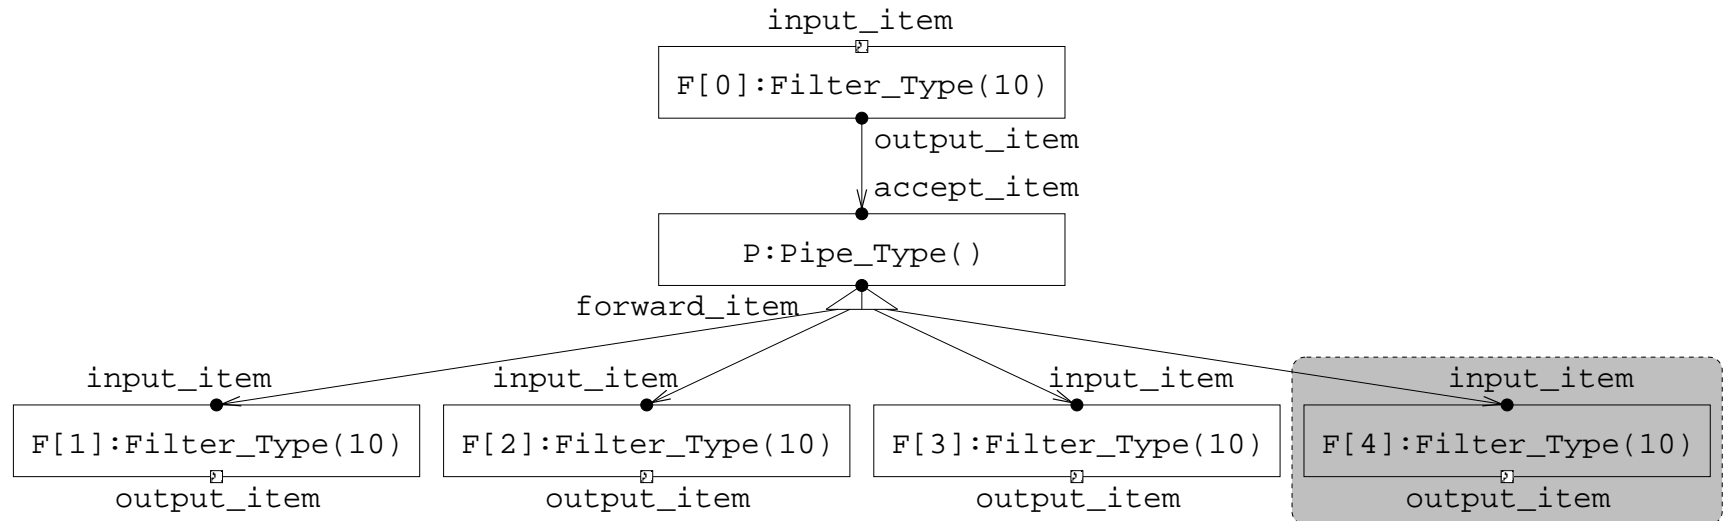 input_item
F[0]:Filter_Type(10)
output_item
accept_item
P:Pipe_Type()
forward_item
input_item input_item input_item input_item
F[1]:Filter_Type(10) F[2]:Filter_Type(10) F[3]:Filter_Type(10) F[4]:Filter_Type(10)
output_item output_item output_item output_item